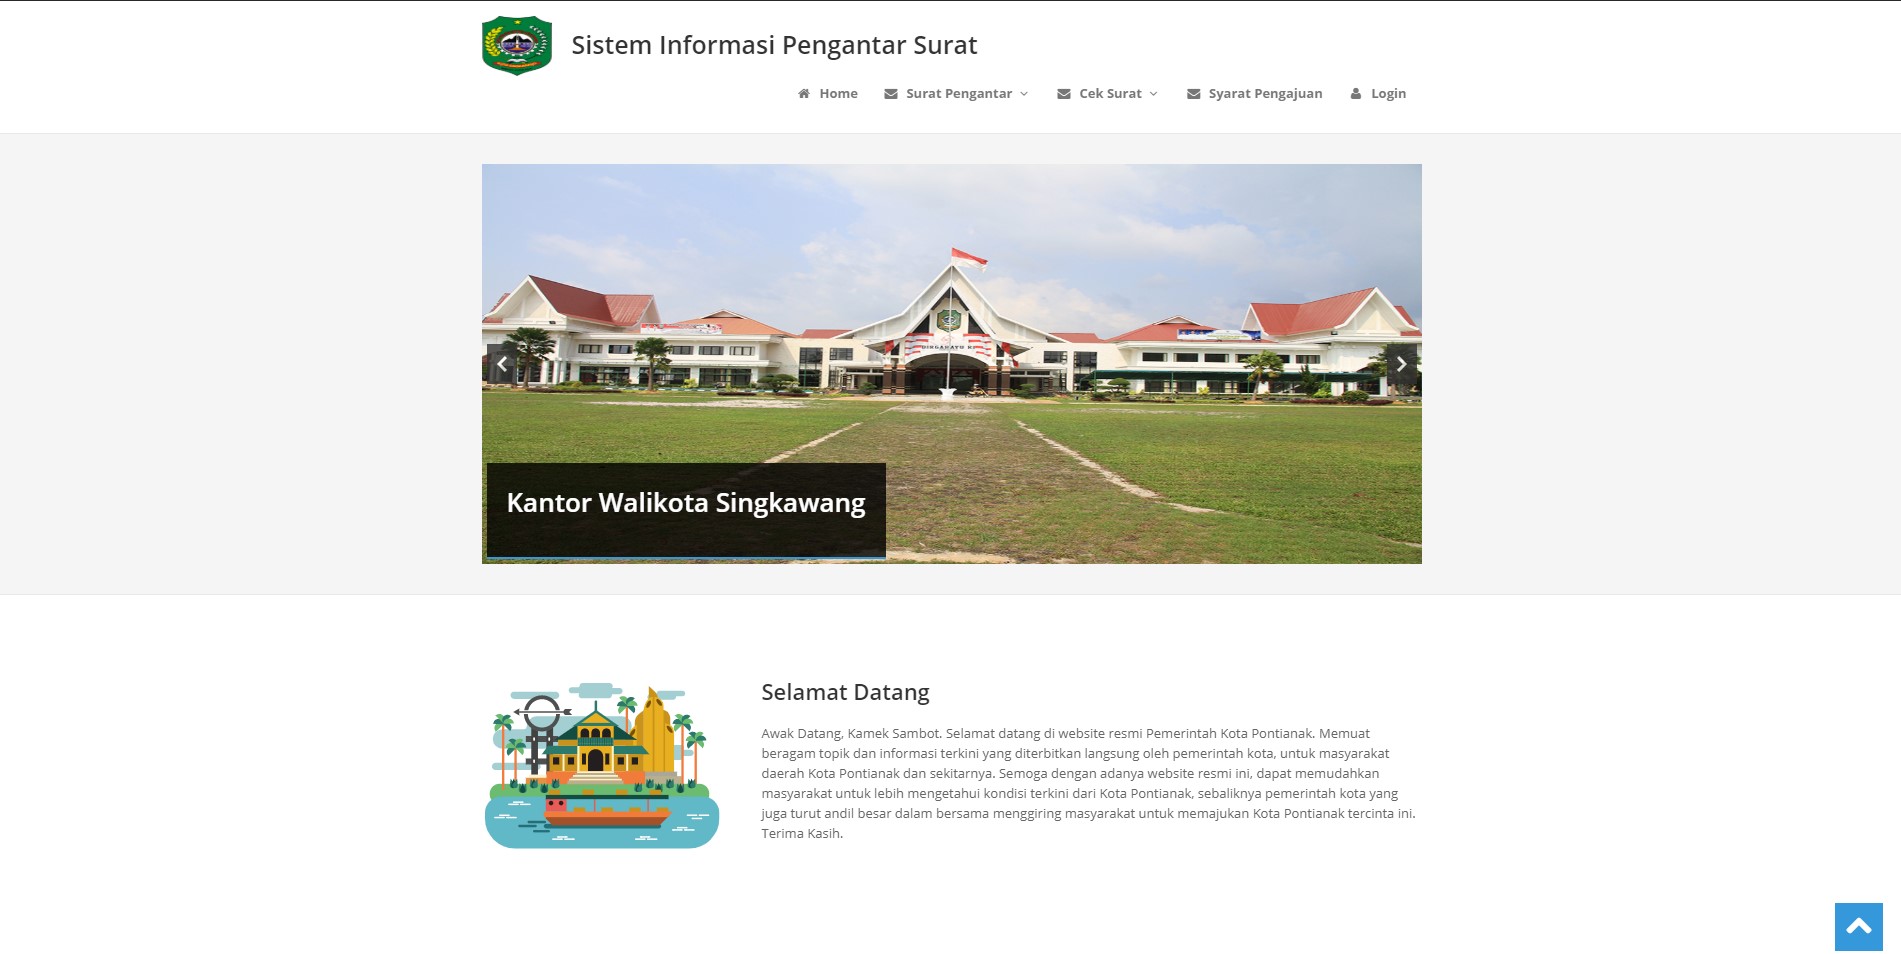 Sistem Informasi Pengantar Surat
Home Surat Pengantar Cek Surat Syarat Pengajuan Login
Kantor Walikota Singkawang
Selamat Datang
Awak Datang, Kamek Sambot. Selamat datang di website resmi Pemerintah Kota Pontianak. Memuat
beragam topik dan informasi terkini yang diterbitkan langsung oleh pemerintah kota, untuk masyarakat
daerah Kota Pontianak dan sekitarnya. Semoga dengan adanya website resmi ini, dapat memudahkan
masyarakat untuk lebih mengetahui kondisi terkini dari Kota Pontianak, sebaliknya pemerintah kota yang
juga turut andil besar dalam bersama menggiring masyarakat untuk memajukan Kota Pontianak tercinta ini.
Terima Kasih.